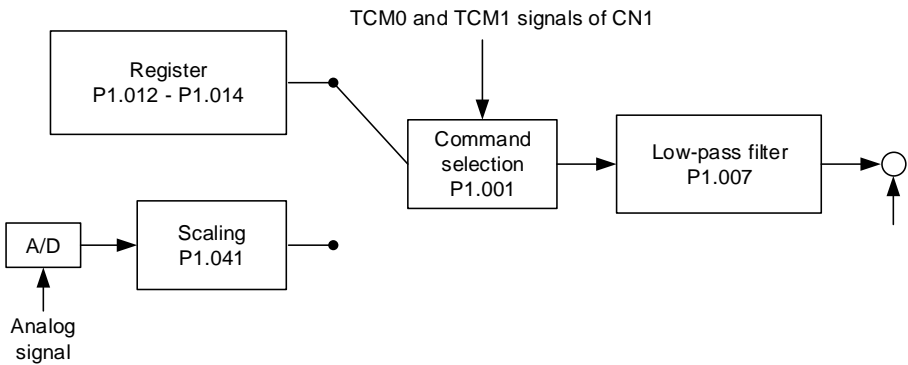 TCM0 and TCM1 signals of CN1
Register
P1.012 - P1.014
Command
selection
P1.001
Low-pass filter
P1.007
Scaling
P1.041
A/D
Analog
signal